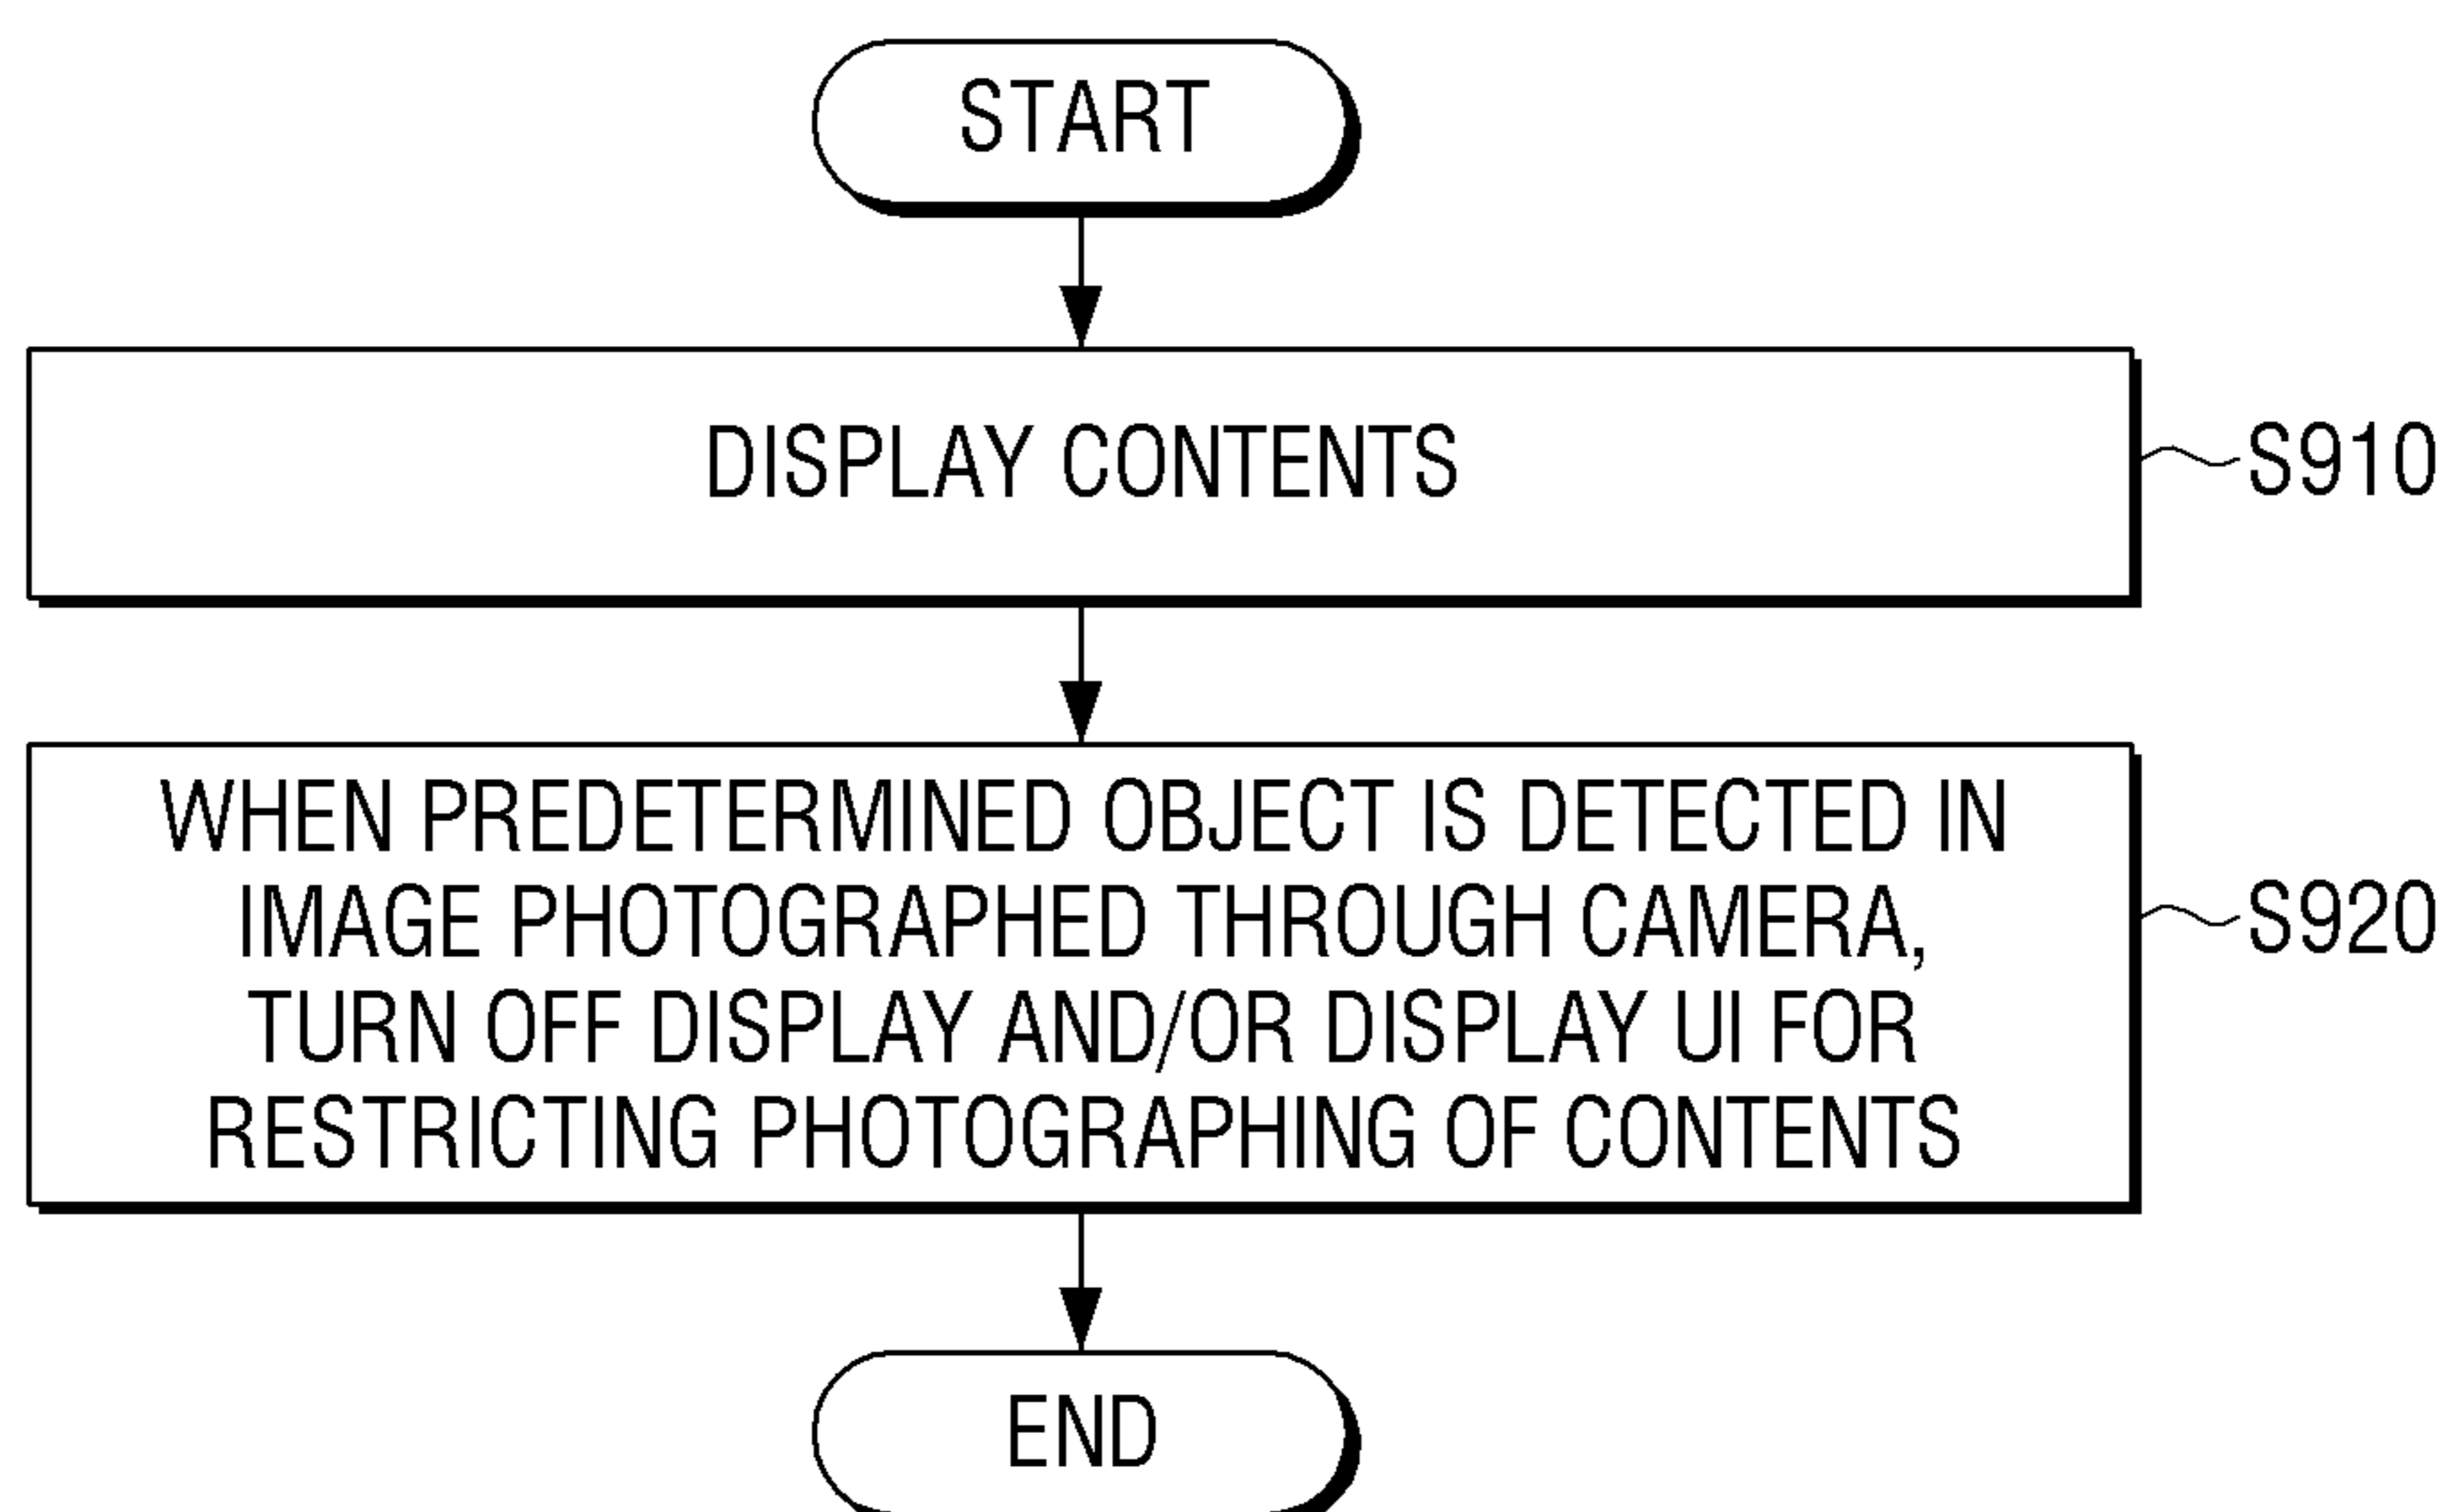 START
DISPLAY CONTENTS
S910
WHEN PREDETERMINED OBJECT IS DETECTED IN
IMAGE PHOTOGRAPHED THROUGH CAMERA,
TURN OFF DISPLAY AND/OR DISPLAY UI FOR
RESTRICTING PHOTOGRAPHING OF CONTENTS
S920
END